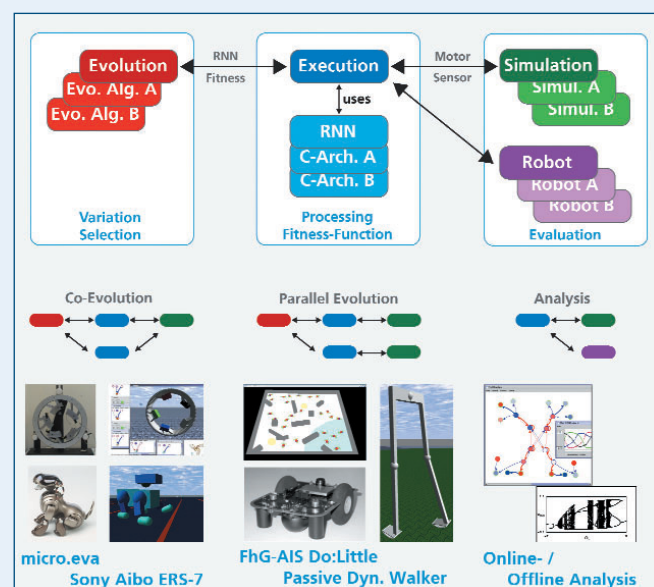 Evolution
Evo. Alg. A
Evo. Alg. B
RNN
Fitness
Execution
uses
RNN
C-Arch. A
C-Arch. B
Motor
Sensor
Simulation
Simul. A
Simul. B
Robot
Robot A
Robot B
Variation
Selection
Processing
Fitness-Function
Evaluation
Co-Evolution
Parallel Evolution
Analysis
micro.eva
Sony Aibo ERS-7
FhG-AIS Do:Little
Passive Dyn. Walker
Online- /
Offline Analysis